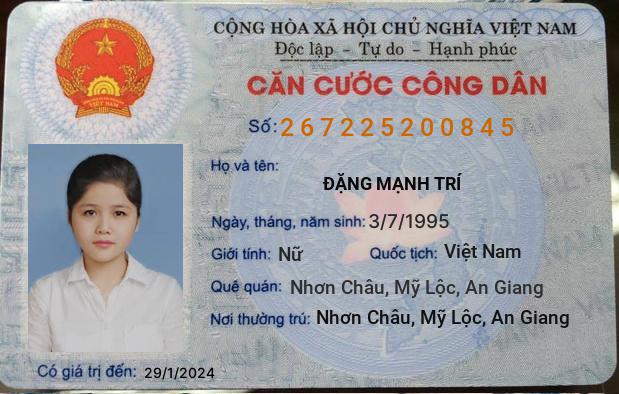 CỘNG HÒA XÃ HỘI CHỦ NGHĨA VIỆT NAM
Độc lập - Tự do - Hạnh phúc
CĂN CƯỚC CÔNG DÂN
Số: 267225200845
Họ và tên:
ĐẶNG MẠNH TRÍ
Ngày, tháng, năm sinh: 3/7/1995
Giới tính: Nữ Quốc tịch: Việt Nam
Quê quán: Nhơn Châu, Mỹ Lộc, An Giang
Nơi thường trú: Nhơn Châu, Mỹ Lộc, An Giang
Có giá trị đến: 29/1/2024
VIỆT NAM